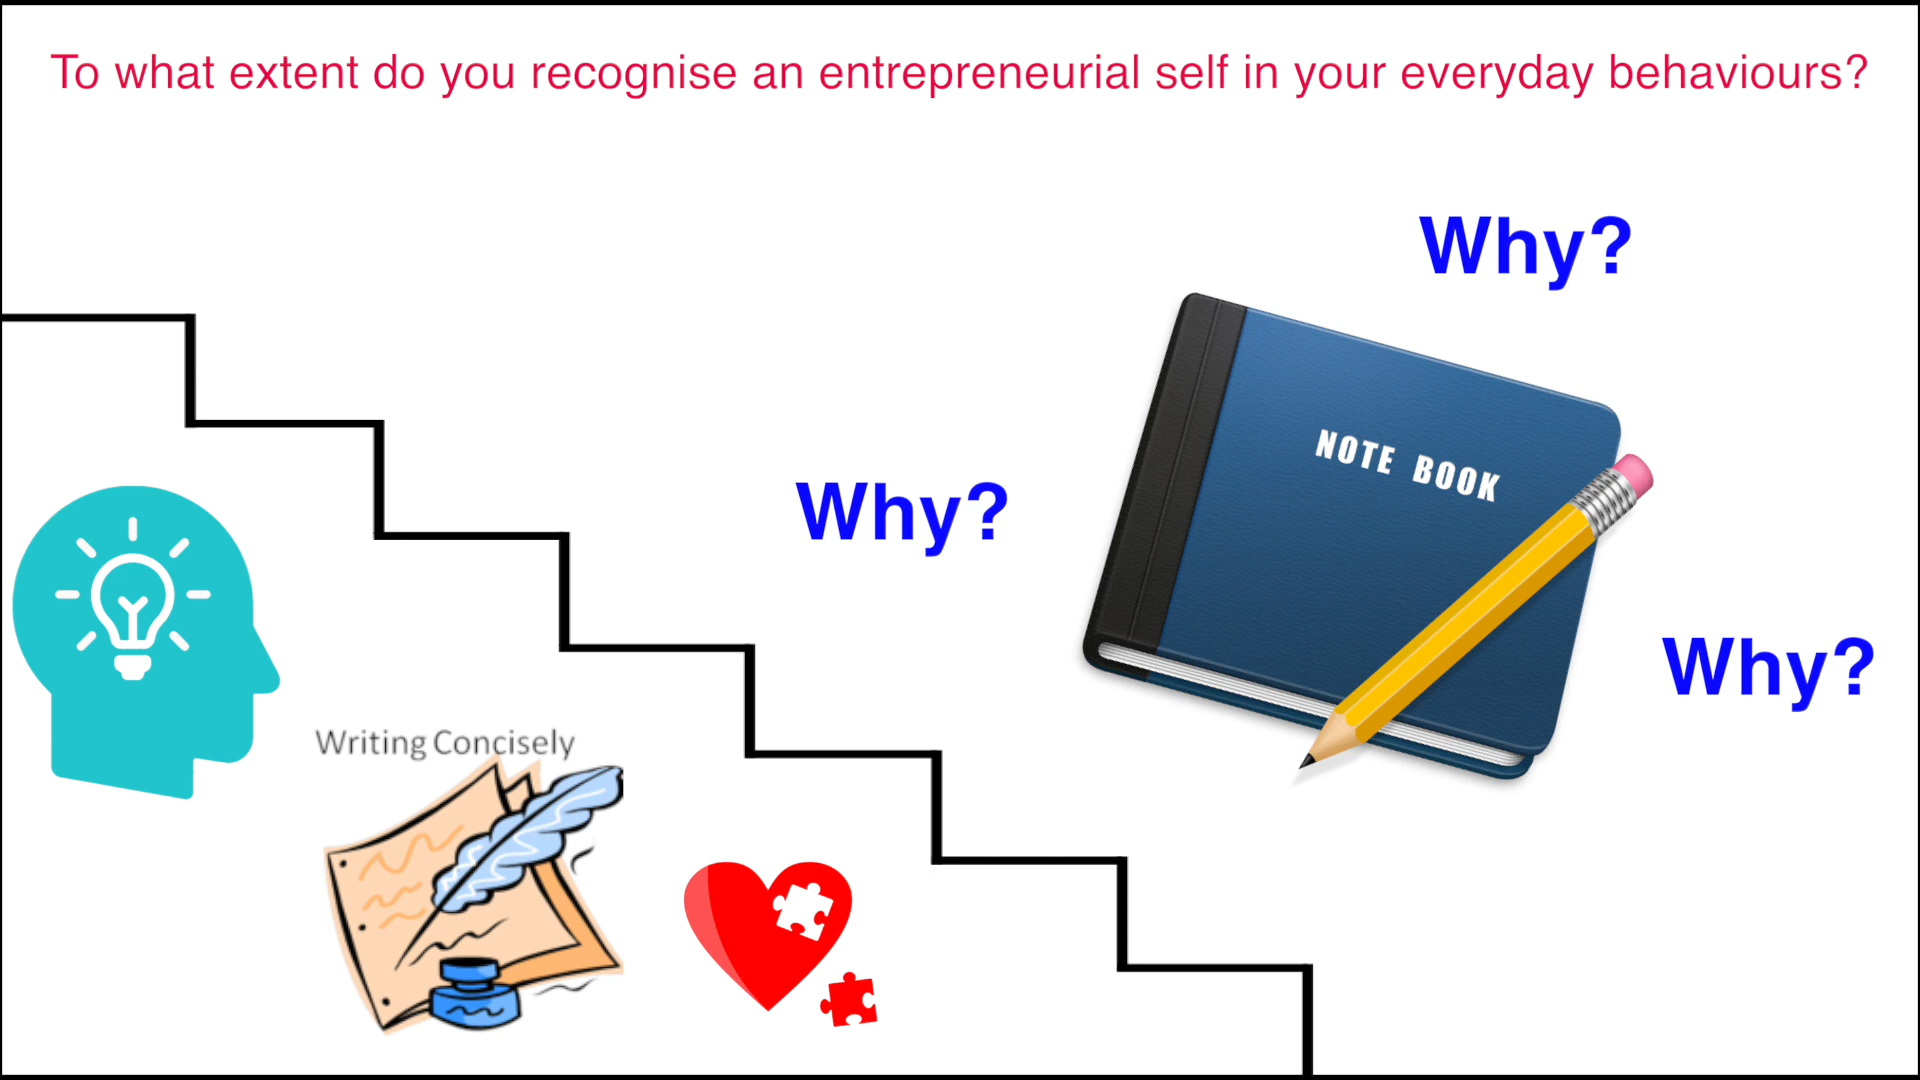 To what extent do you recognise an entrepreneurial self in your everyday behaviours?
Why?
NOTE BOOK
Why?
Why?
Writing Concisely